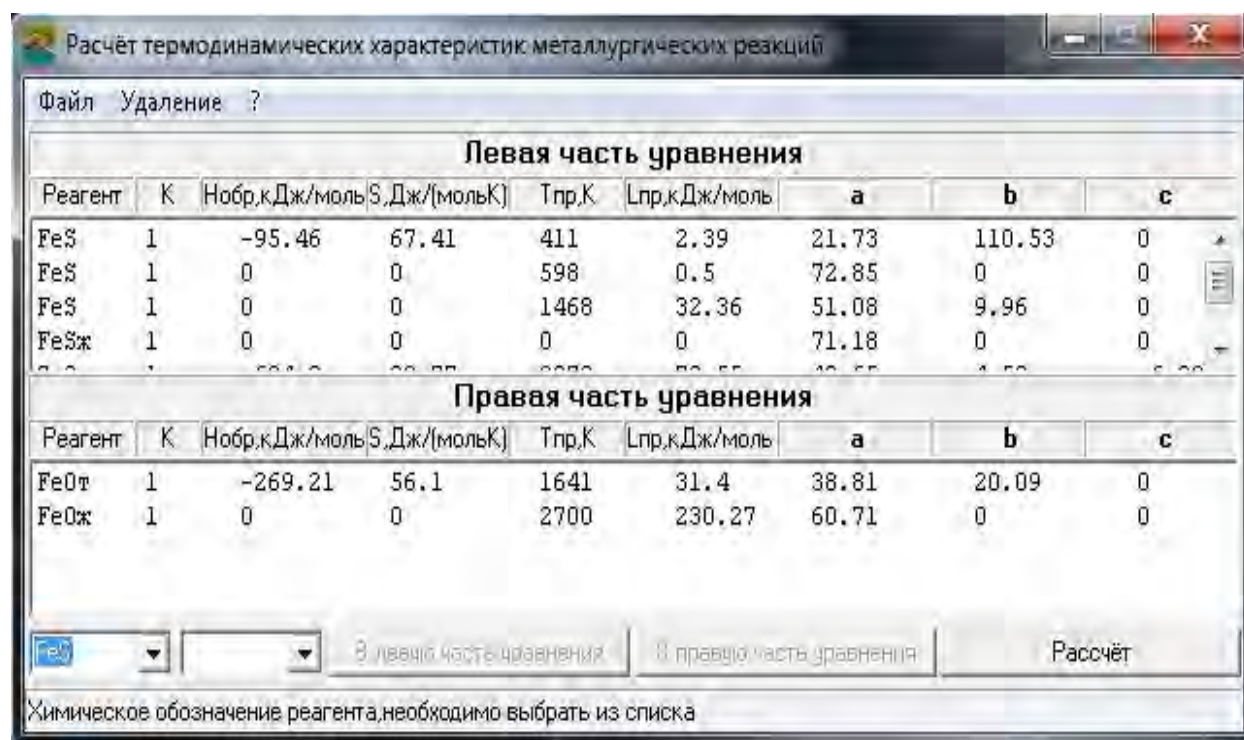 Расчёт термодинамических характеристик металлургических реакций
Файл Удаление ?
Левая часть уравнения
Реагент К Нобр,кДж/моль S,Дж/(мольК) Тпр,К Lпр,кДж/моль a b c
FeS 1 -95.46 67.41 411 2.39 21.73 110.53 0
FeS 1 0 0 598 0.5 72.85 0 0
FeS 1 0 0 1468 32.36 51.08 9.96 0
FeSж 1 0 0 0 0 71.18 0 0
Правая часть уравнения
Реагент К Нобр,кДж/моль S,Дж/(мольК) Тпр,К Lпр,кДж/моль a b c
FeOт 1 -269.21 56.1 1641 31.4 38.81 20.09 0
FeOж 1 0 0 2700 230.27 60.71 0 0
FeS В левую часть уравнения В правую часть уравнения Рассчёт
Химическое обозначение реагента,необходимо выбрать из списка